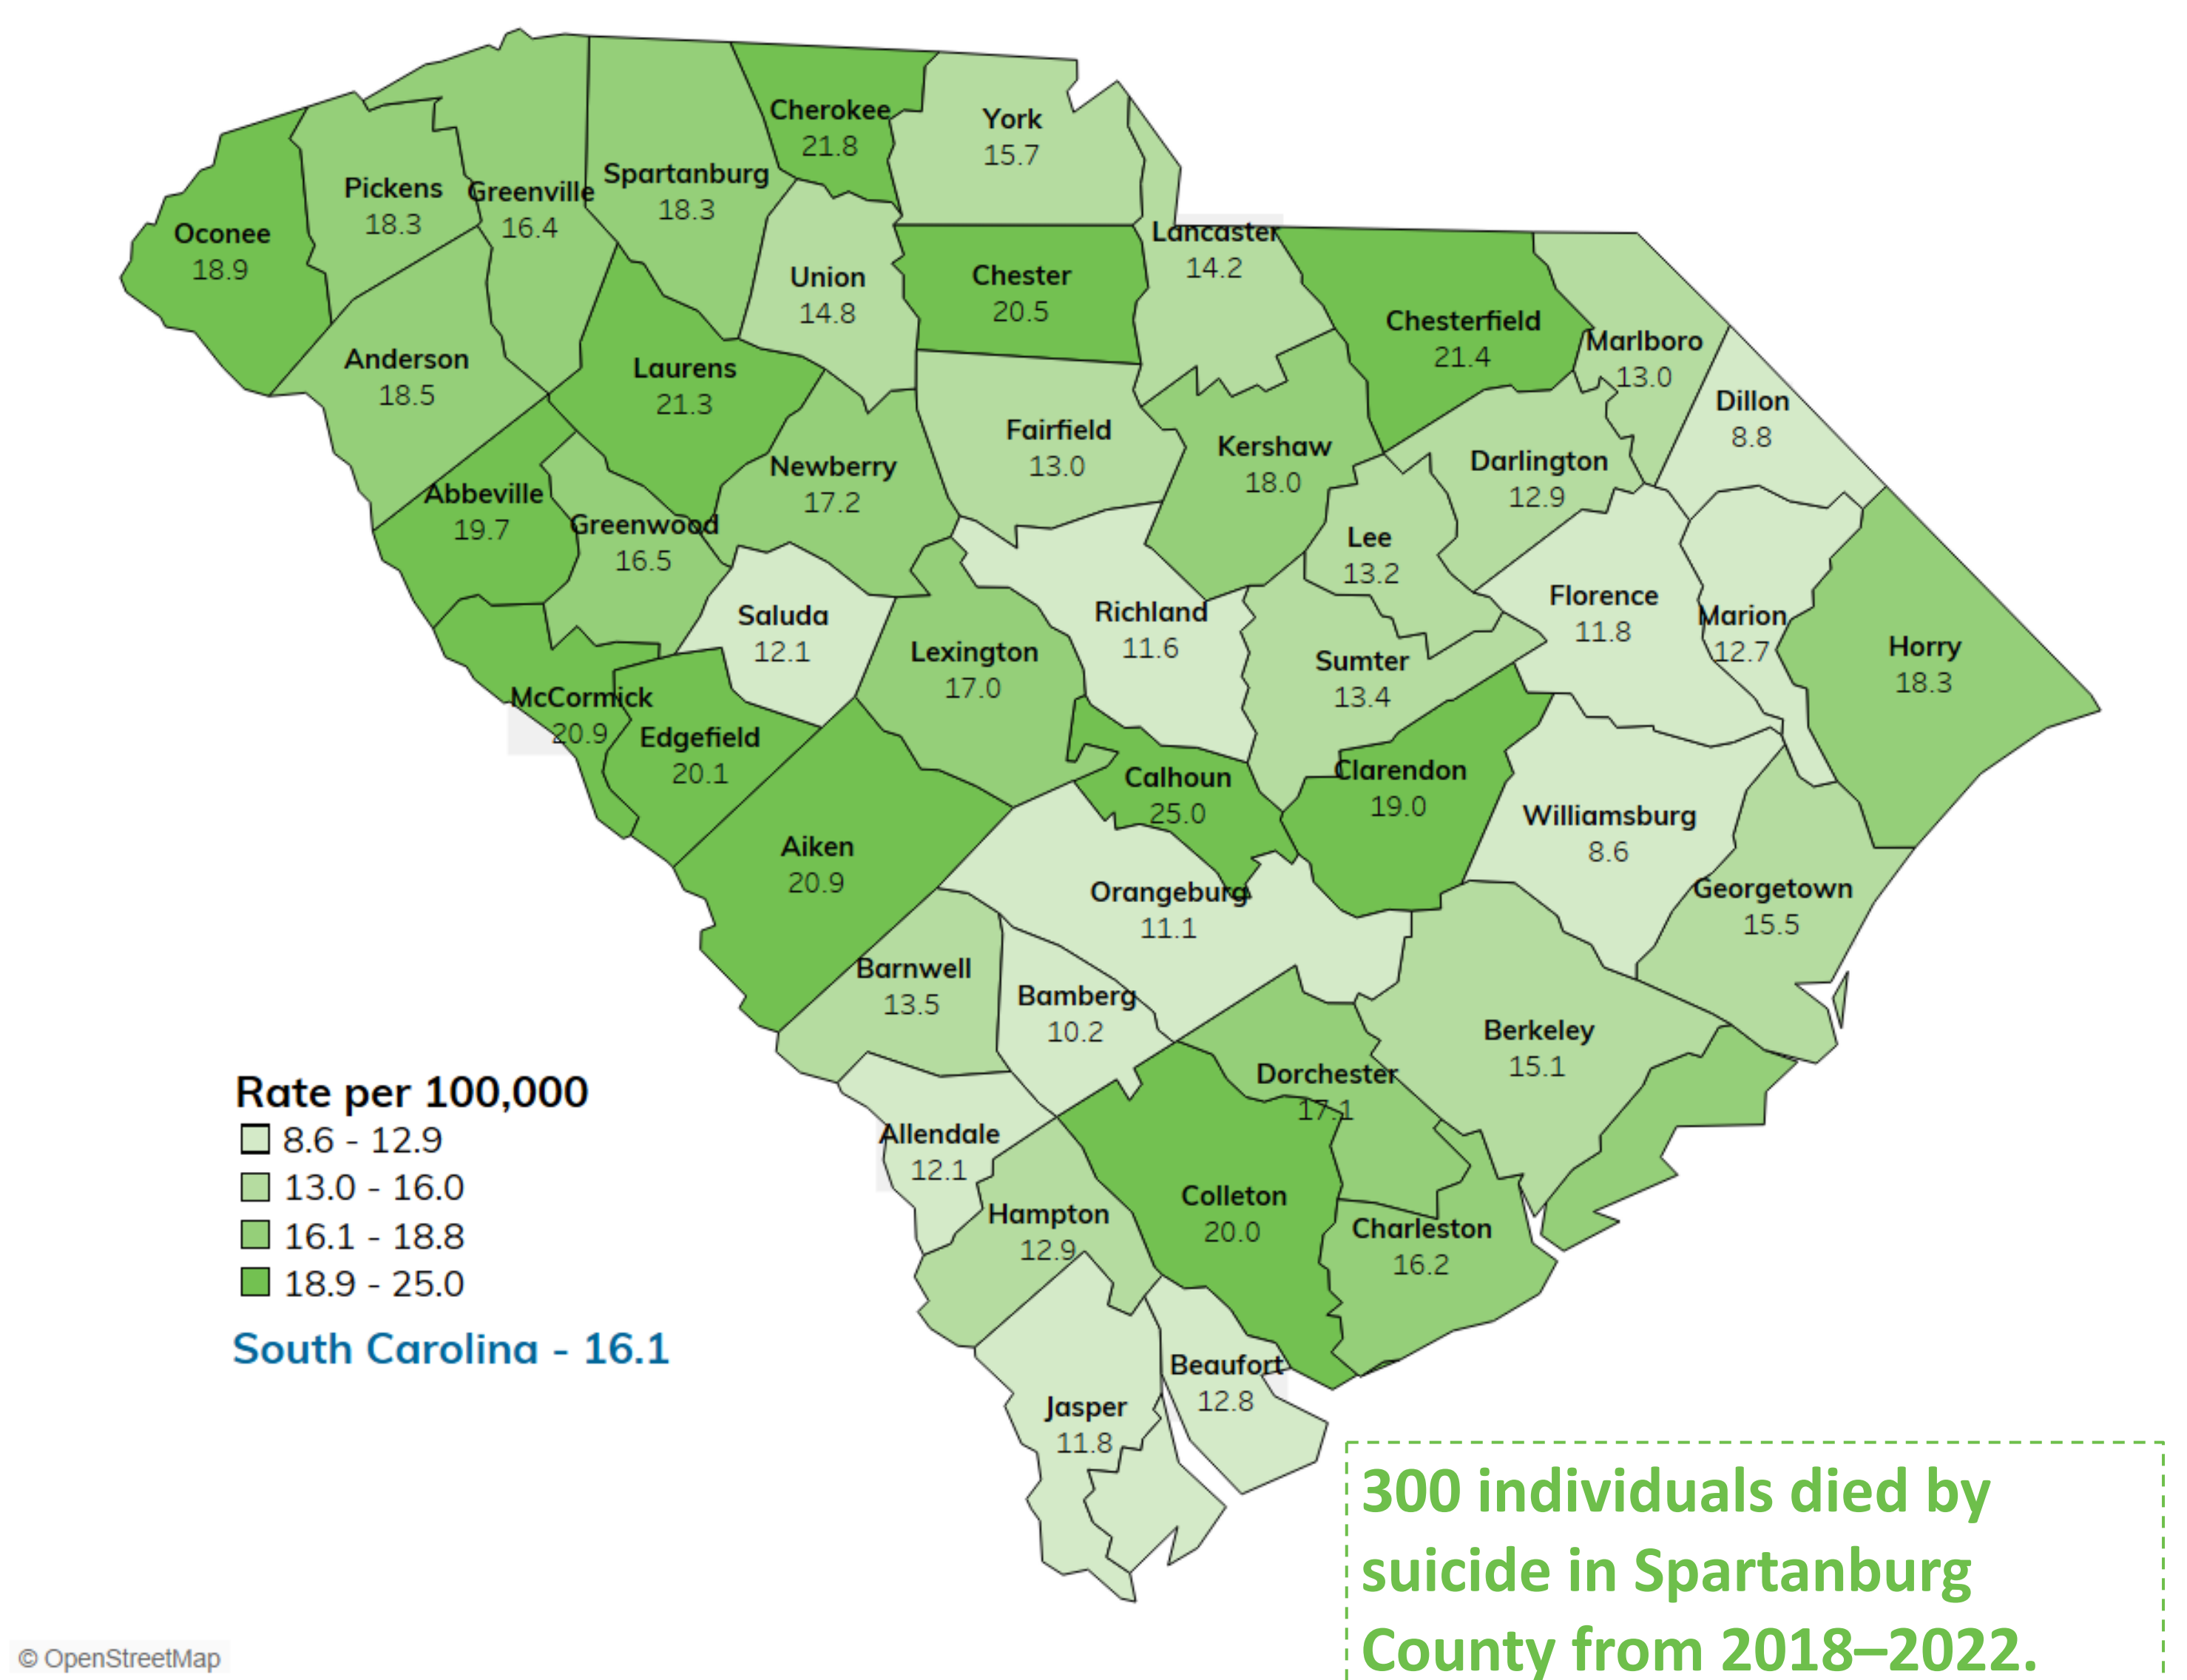 Cherokee
21.8
York
15.7
Spartanburg
18.3
Pickens
18.3
Greenville
16.4
Oconee
18.9
Lancaster
14.2
Union
14.8
Chester
20.5
Chesterfield
21.4
Marlboro
13.0
Anderson
18.5
Laurens
21.3
Dillon
8.8
Fairfield
13.0
Kershaw
18.0
Newberry
17.2
Darlington
12.9
Abbeville
19.7
Greenwood
16.5
Lee
13.2
Florence
11.8
Saluda
12.1
Richland
11.6
Marion
12.7
Horry
18.3
Lexington
17.0
Sumter
13.4
McCormick
20.9
Edgefield
20.1
Calhoun
25.0
Clarendon
19.0
Williamsburg
8.6
Aiken
20.9
Orangeburg
11.1
Georgetown
15.5
Barnwell
13.5
Bamberg
10.2
Berkeley
15.1
Dorchester
17.1
Allendale
12.1
Colleton
20.0
Hampton
12.9
Charleston
16.2
Beaufort
12.8
Jasper
11.8
Rate per 100,000
8.6 - 12.9
13.0 - 16.0
16.1 - 18.8
18.9 - 25.0
South Carolina - 16.1
300 individuals died by
suicide in Spartanburg
County from 2018–2022.
© OpenStreetMap